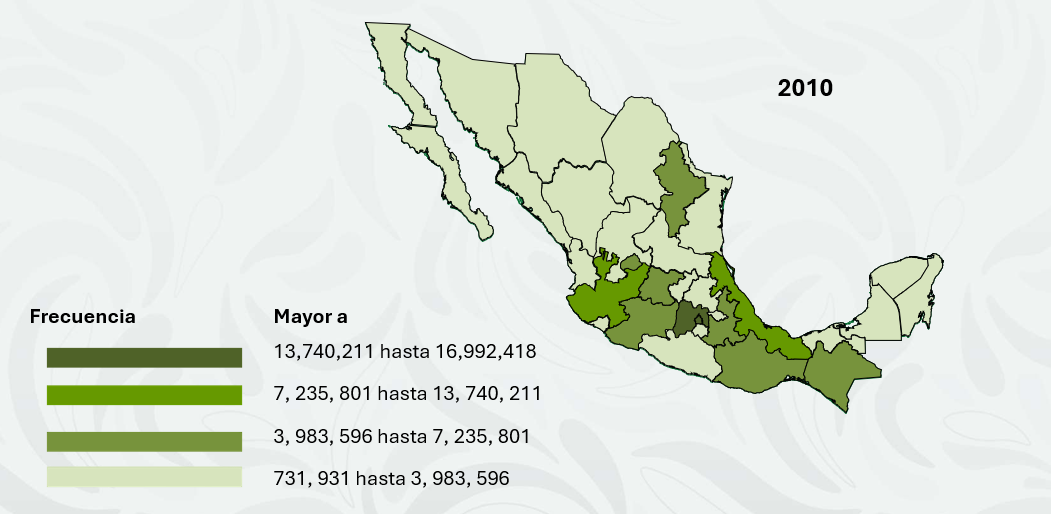 2010
Frecuencia Mayor a
13,740,211 hasta 16,992,418
7, 235, 801 hasta 13, 740, 211
3, 983, 596 hasta 7, 235, 801
731, 931 hasta 3, 983, 596